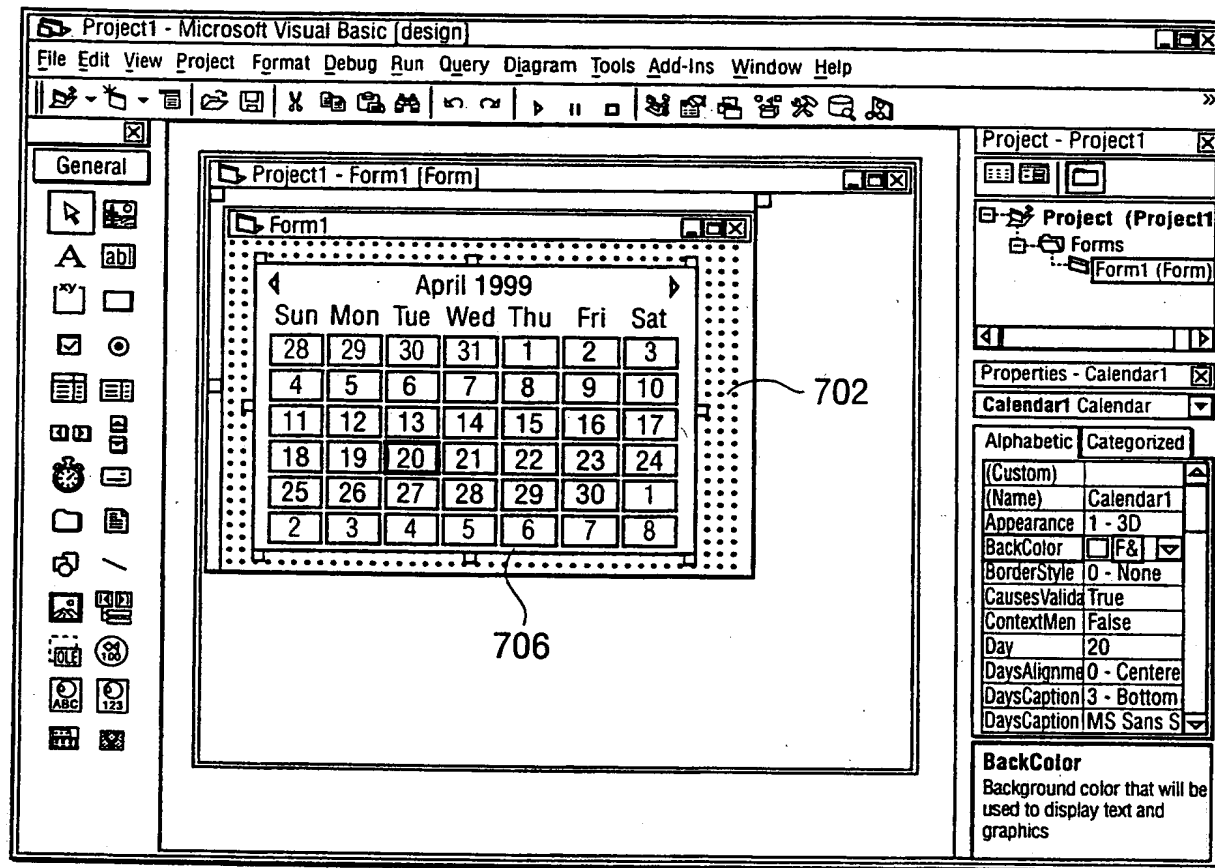 Project1 - Microsoft Visual Basic [design]
File Edit View Project Format Debug Run Query Diagram Tools Add-Ins Window Help
General
A abl
xy
OLE
100
ABC 123
Project1 - Form1 [Form]
Form1
April 1999
Sun Mon Tue Wed Thu Fri Sat
28 29 30 31 1 2 3
4 5 6 7 8 9 10
11 12 13 14 15 16 17
18 19 20 21 22 23 24
25 26 27 28 29 30 1
2 3 4 5 6 7 8
702
706
Project - Project1
Project (Project1
Forms
Form1 (Form)
Properties - Calendar1
Calendar1 Calendar
Alphabetic Categorized
(Custom)
(Name) Calendar1
Appearance 1 - 3D
BackColor F&
BorderStyle 0 - None
CausesValida True
ContextMen False
Day 20
DaysAlignme 0 - Centere
DaysCaption 3 - Bottom
DaysCaption MS Sans S
BackColor
Background color that will be
used to display text and
graphics